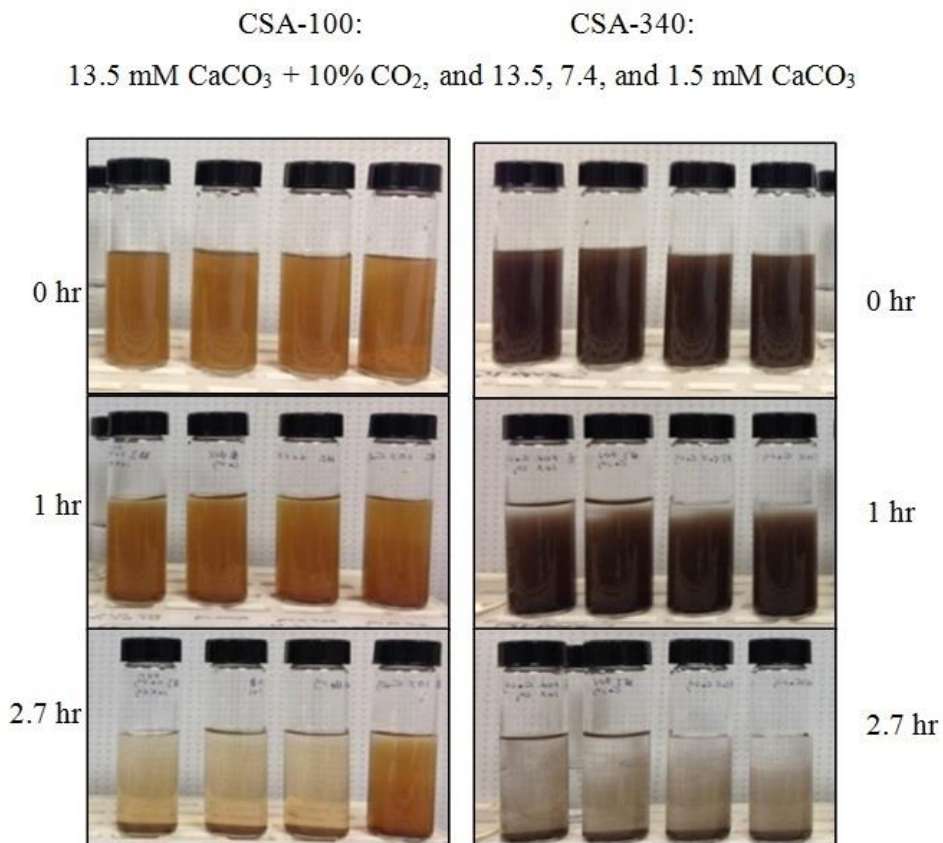 CSA-100: CSA-340:
13.5 mM CaCO₃ + 10% CO₂, and 13.5, 7.4, and 1.5 mM CaCO₃
0 hr 0 hr
1 hr 1 hr
2.7 hr 2.7 hr